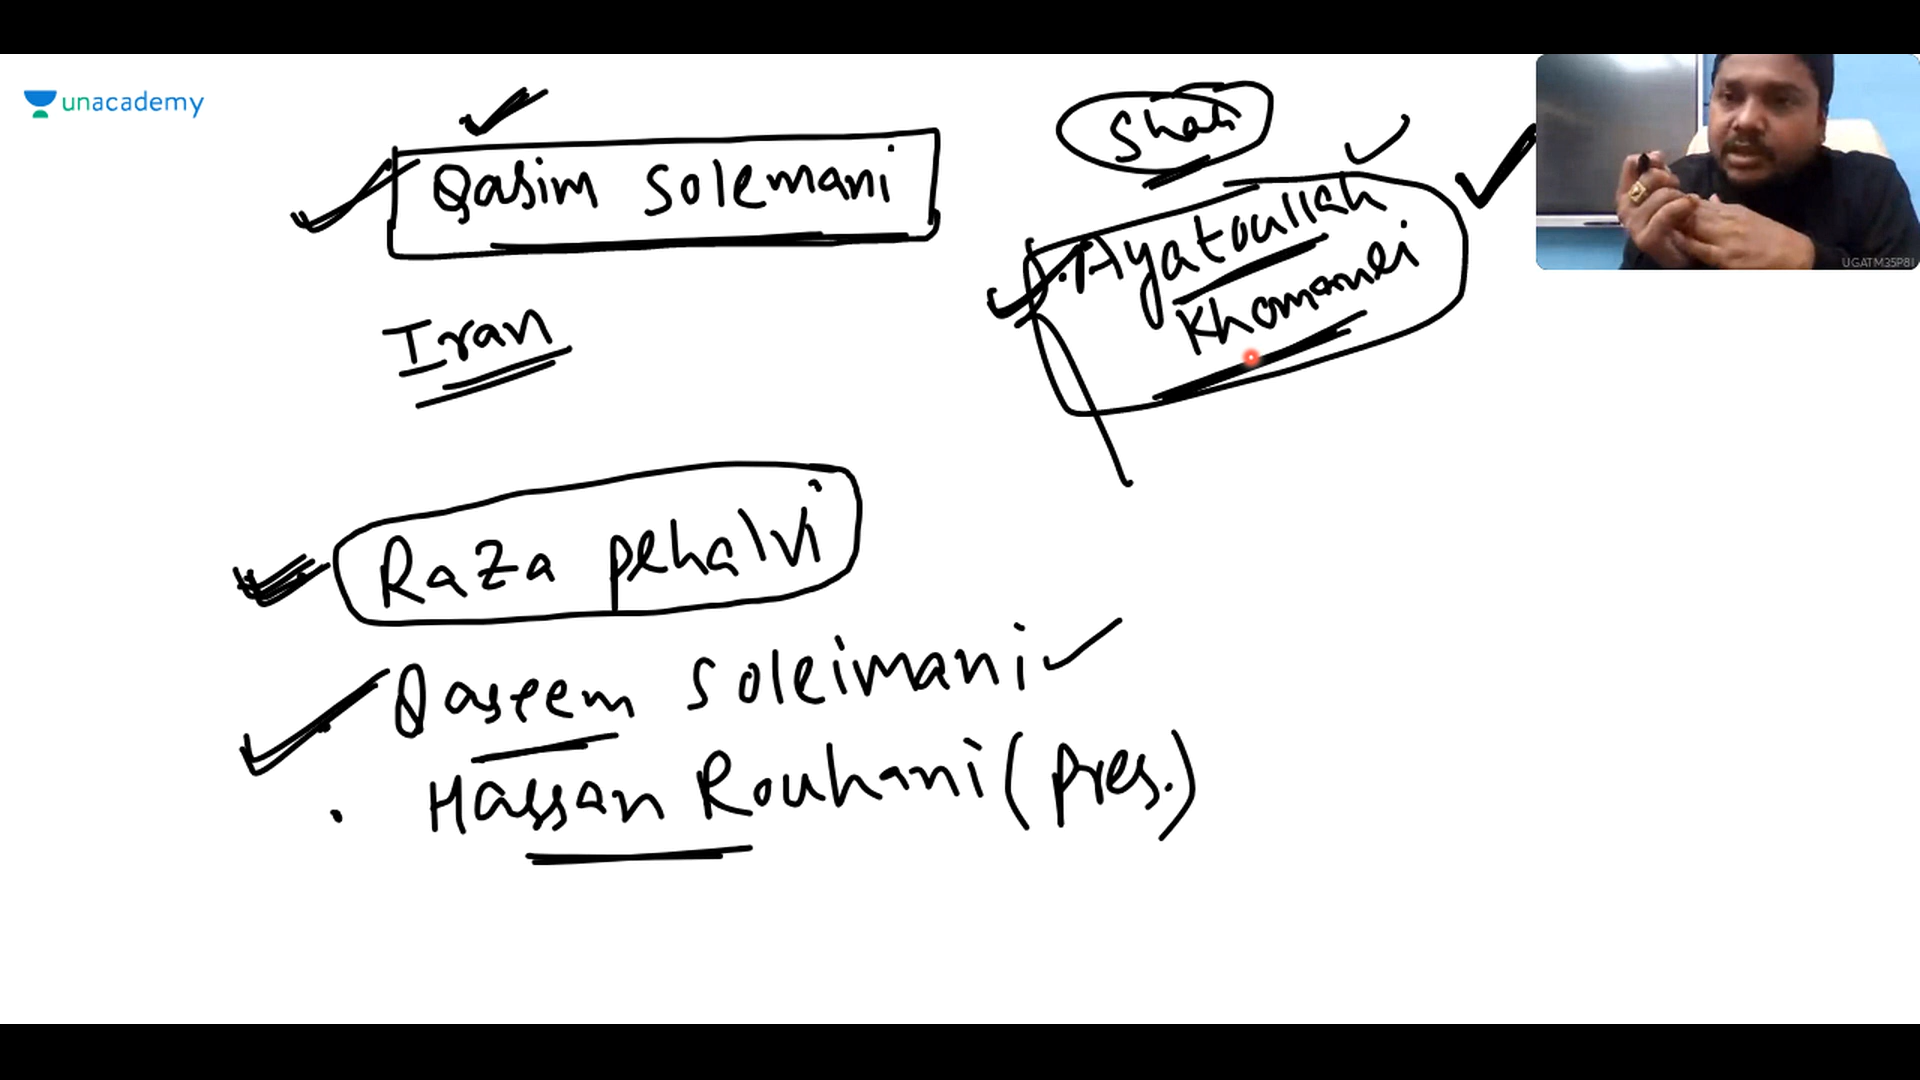 unacademy
Qasim Solemani
Shah
Ayatoullah
Khomanei
Iran
Raza pehalvi
Qaseem Soleimani
Hassan Rouhani (Pres.)
UGATM35P8I